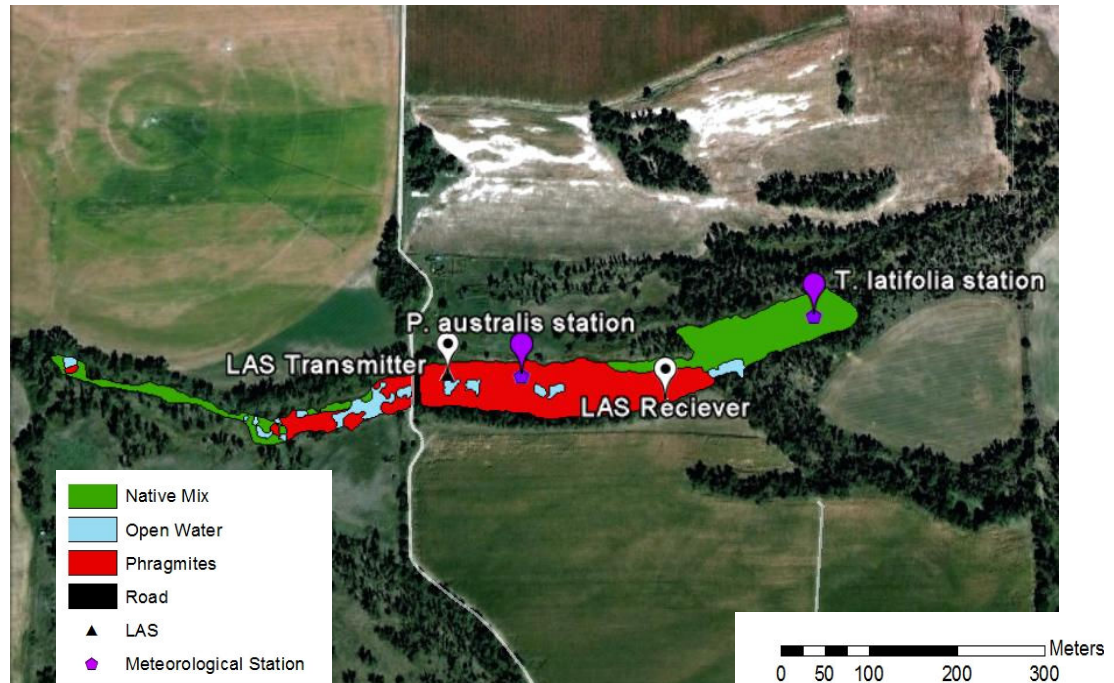 T. latifolia station
P. australis station
LAS Transmitter
LAS Reciever
Native Mix
Open Water
Phragmites
Road
LAS
Meteorological Station
Meters
0 50 100 200 300